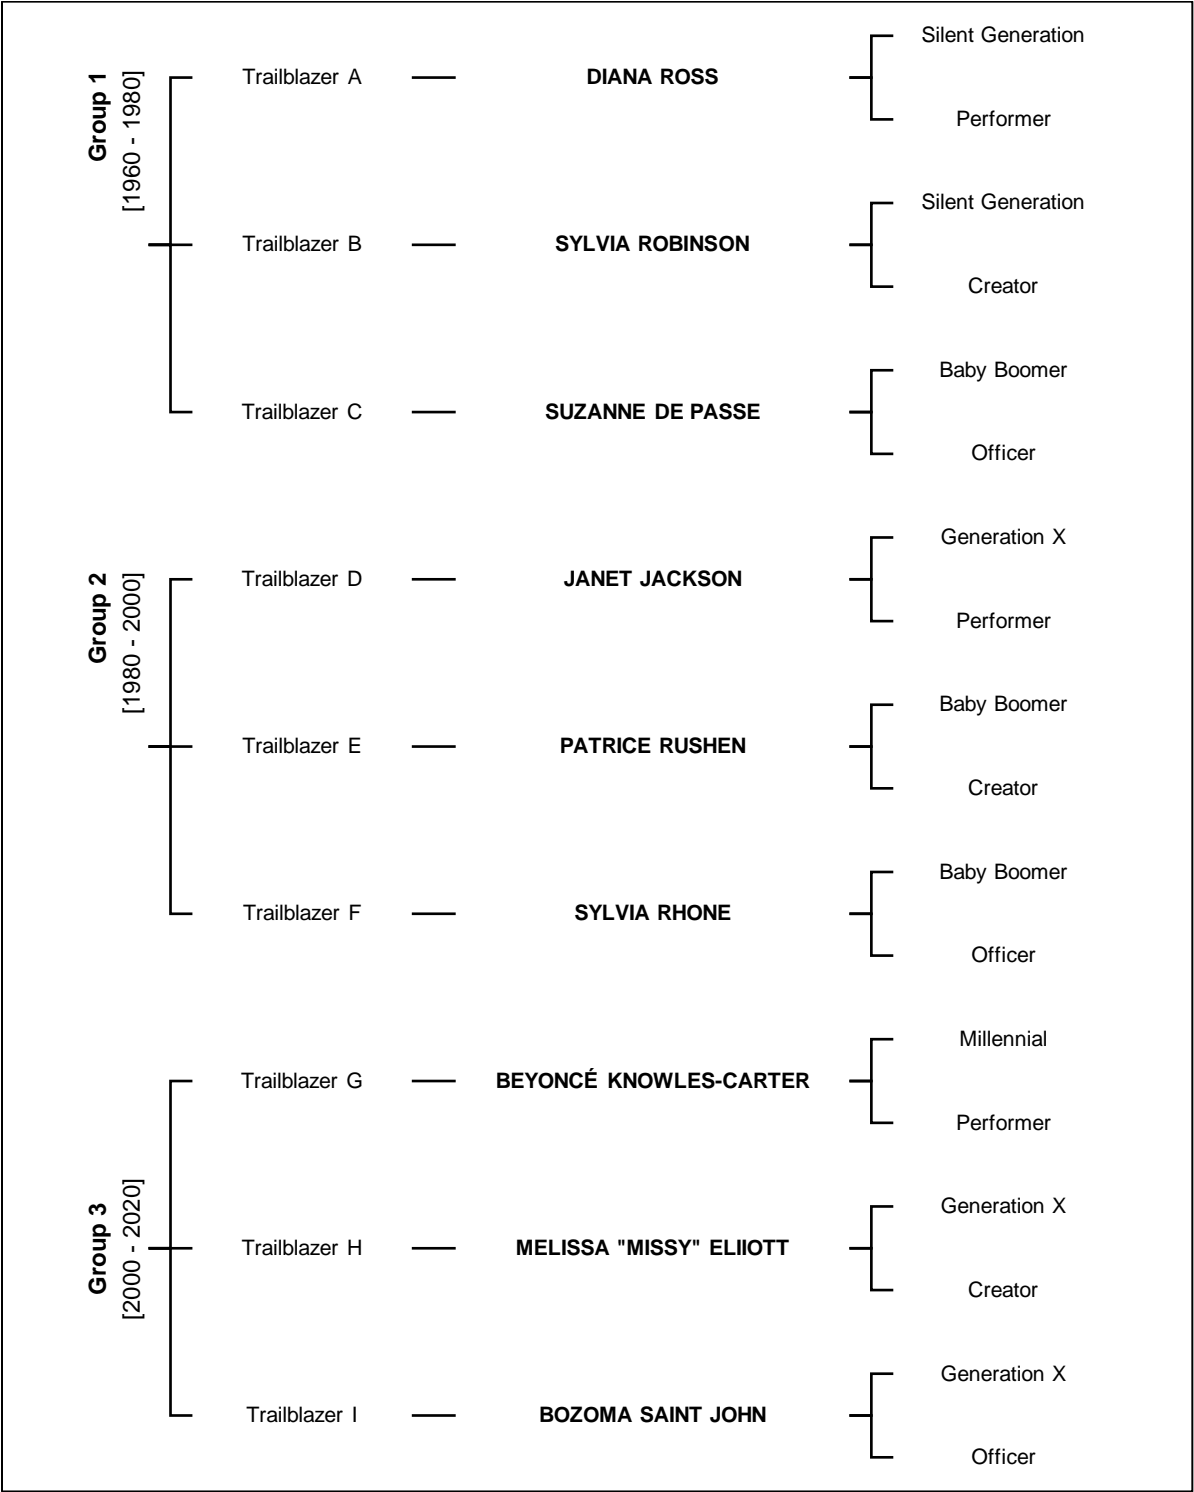 Group 1
[1960 - 1980]
Silent Generation
Trailblazer A
DIANA ROSS
Performer
Silent Generation
Trailblazer B
SYLVIA ROBINSON
Creator
Baby Boomer
Trailblazer C
SUZANNE DE PASSE
Officer
Group 2
[1980 - 2000]
Generation X
Trailblazer D
JANET JACKSON
Performer
Baby Boomer
Trailblazer E
PATRICE RUSHEN
Creator
Baby Boomer
Trailblazer F
SYLVIA RHONE
Officer
Group 3
[2000 - 2020]
Millennial
Trailblazer G
BEYONCÉ KNOWLES-CARTER
Performer
Generation X
Trailblazer H
MELISSA "MISSY" ELIIOTT
Creator
Generation X
Trailblazer I
BOZOMA SAINT JOHN
Officer